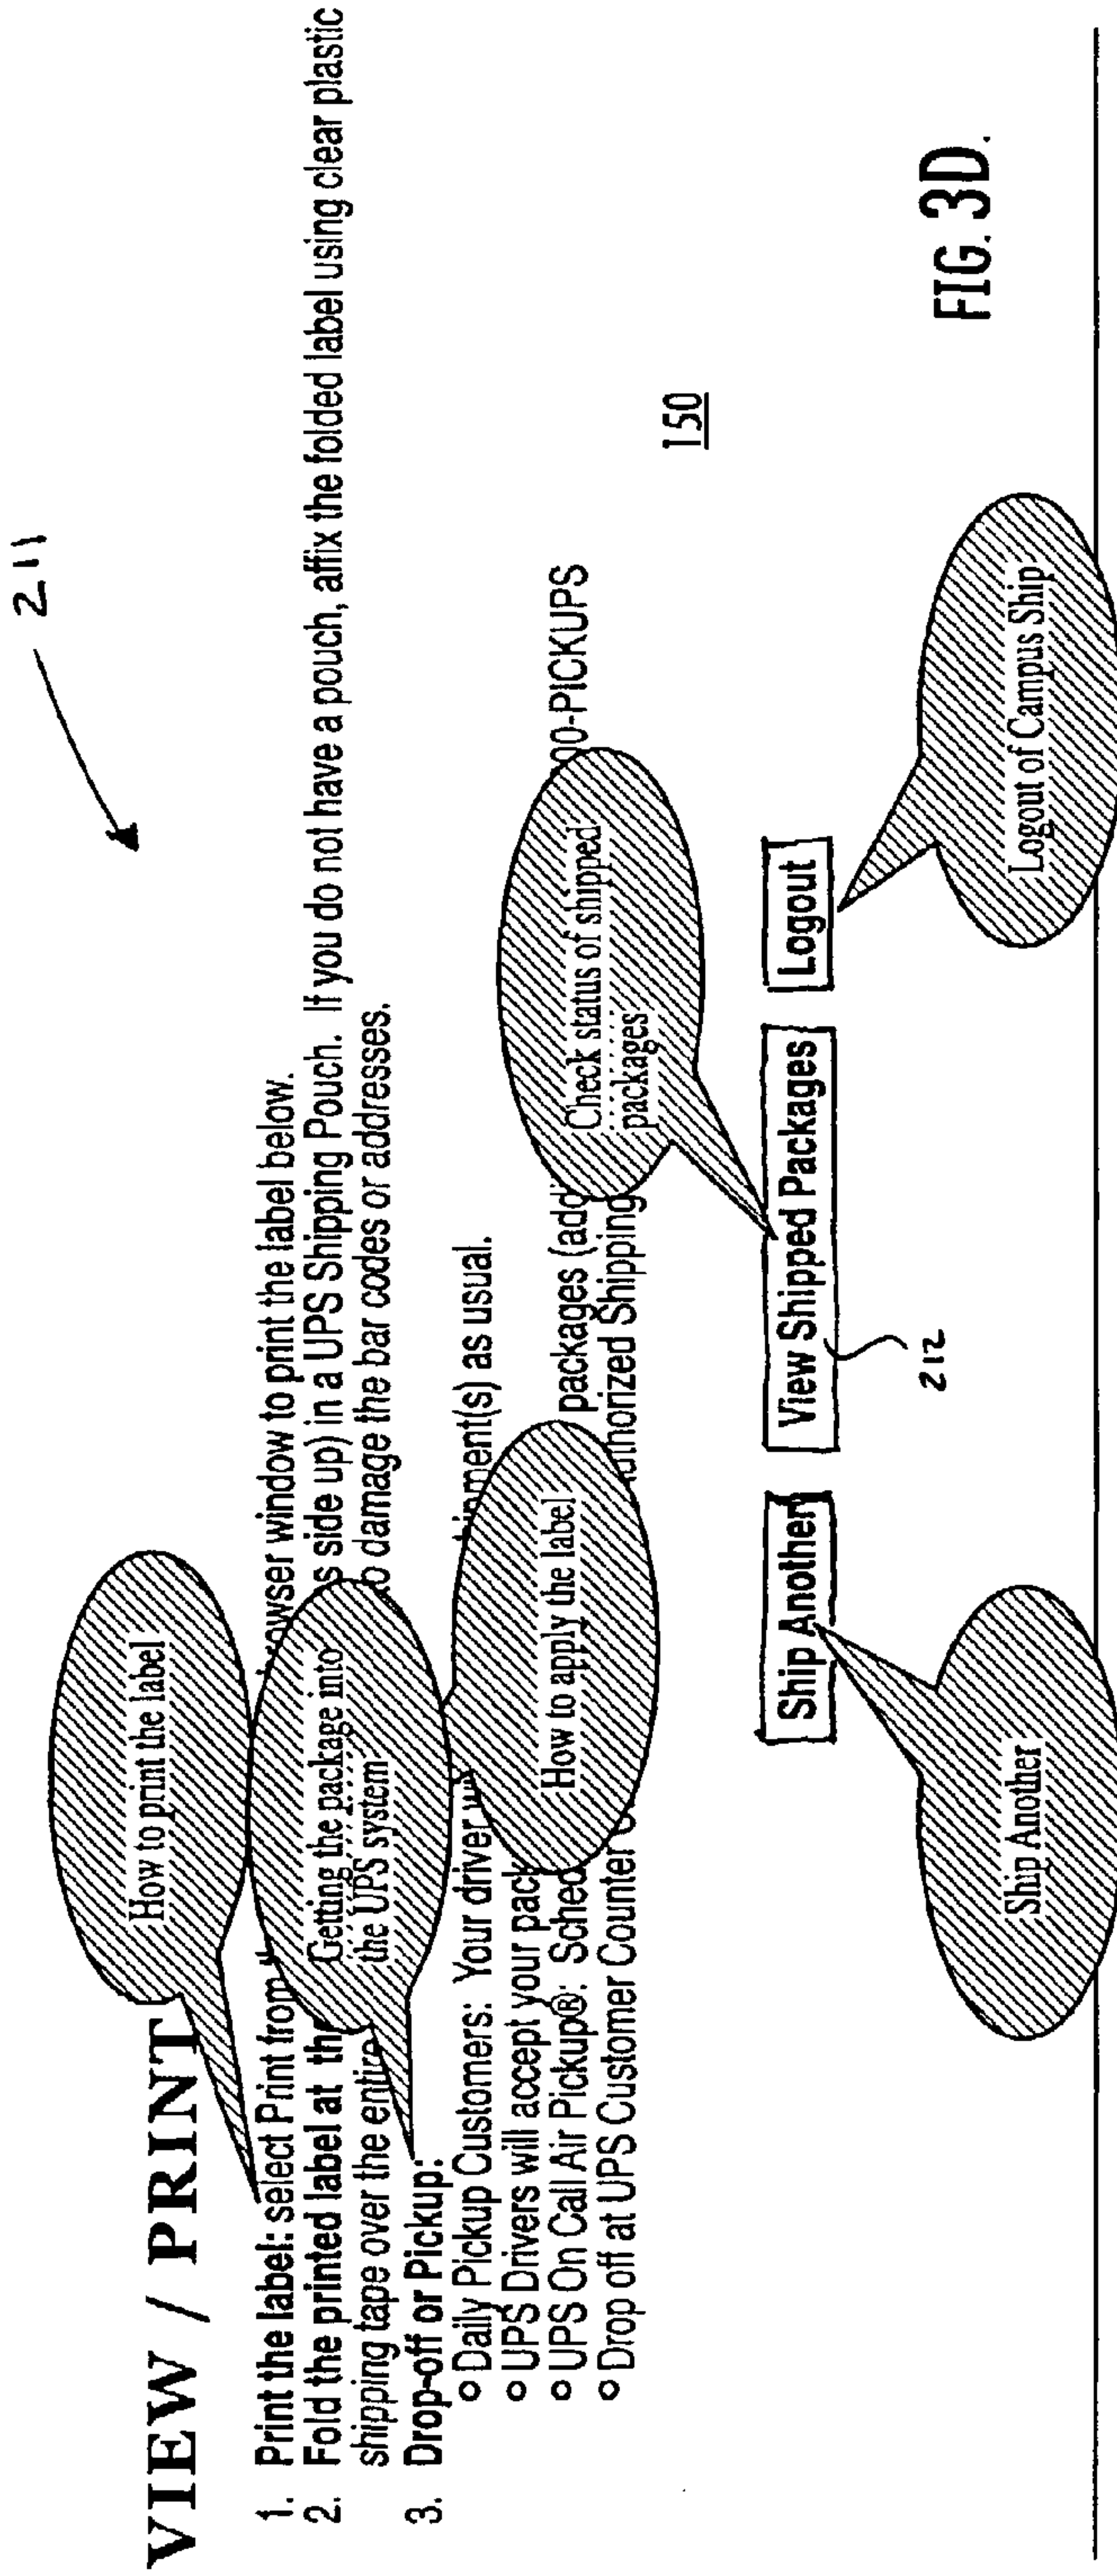 211
VIEW / PRINT
How to print the label
1. Print the label: select Print from rowser window to print the label below.
2. Fold the printed label at s side up) in a UPS Shipping Pouch. If you do not have a pouch, affix the folded label using clear plastic
shipping tape over the entire o damage the bar codes or addresses.
Getting the package into
the UPS system
3. Drop-off or Pickup:
o Daily Pickup Customers: Your driver ipment(s) as usual.
o UPS Drivers will accept your pac
o UPS On Call Air Pickup®: Sched packages (add 00-PICKUPS
o Drop off at UPS Customer Counter uthorized Shipping
How to apply the label
Check status of shipped
packages
150
Ship Another View Shipped Packages Logout
212
Ship Another
Logout of Campus Ship
FIG. 3D.